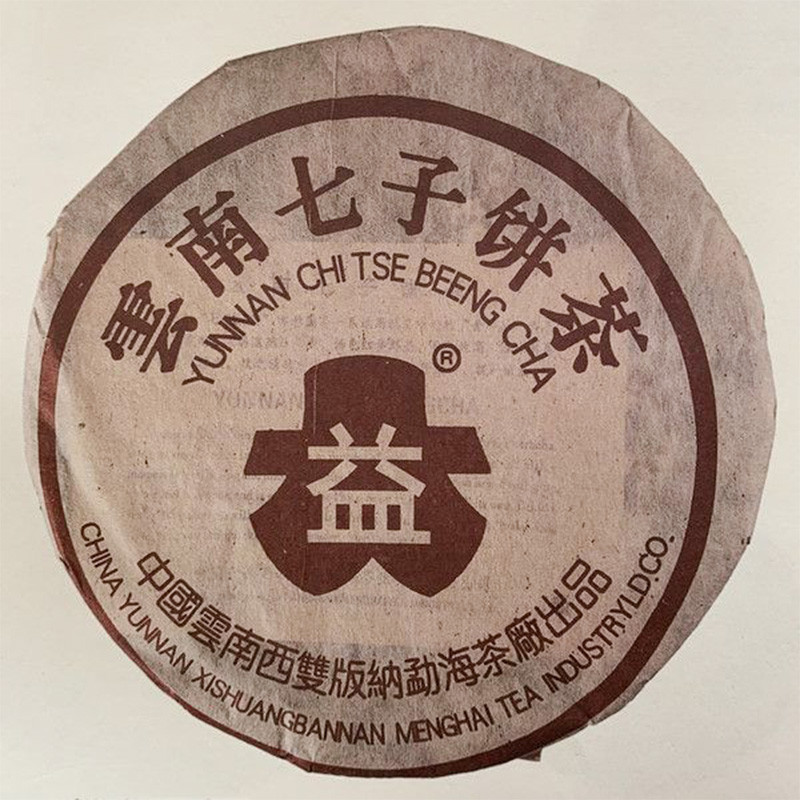 雲南七子餅茶
YUNNAN CHI TSE BEENG CHA
®
益
中國雲南西雙版納勐海茶廠出品
CHINA YUNNAN XISHUANGBANNAN MENGHAI TEA INDUSTRYLD.CO.